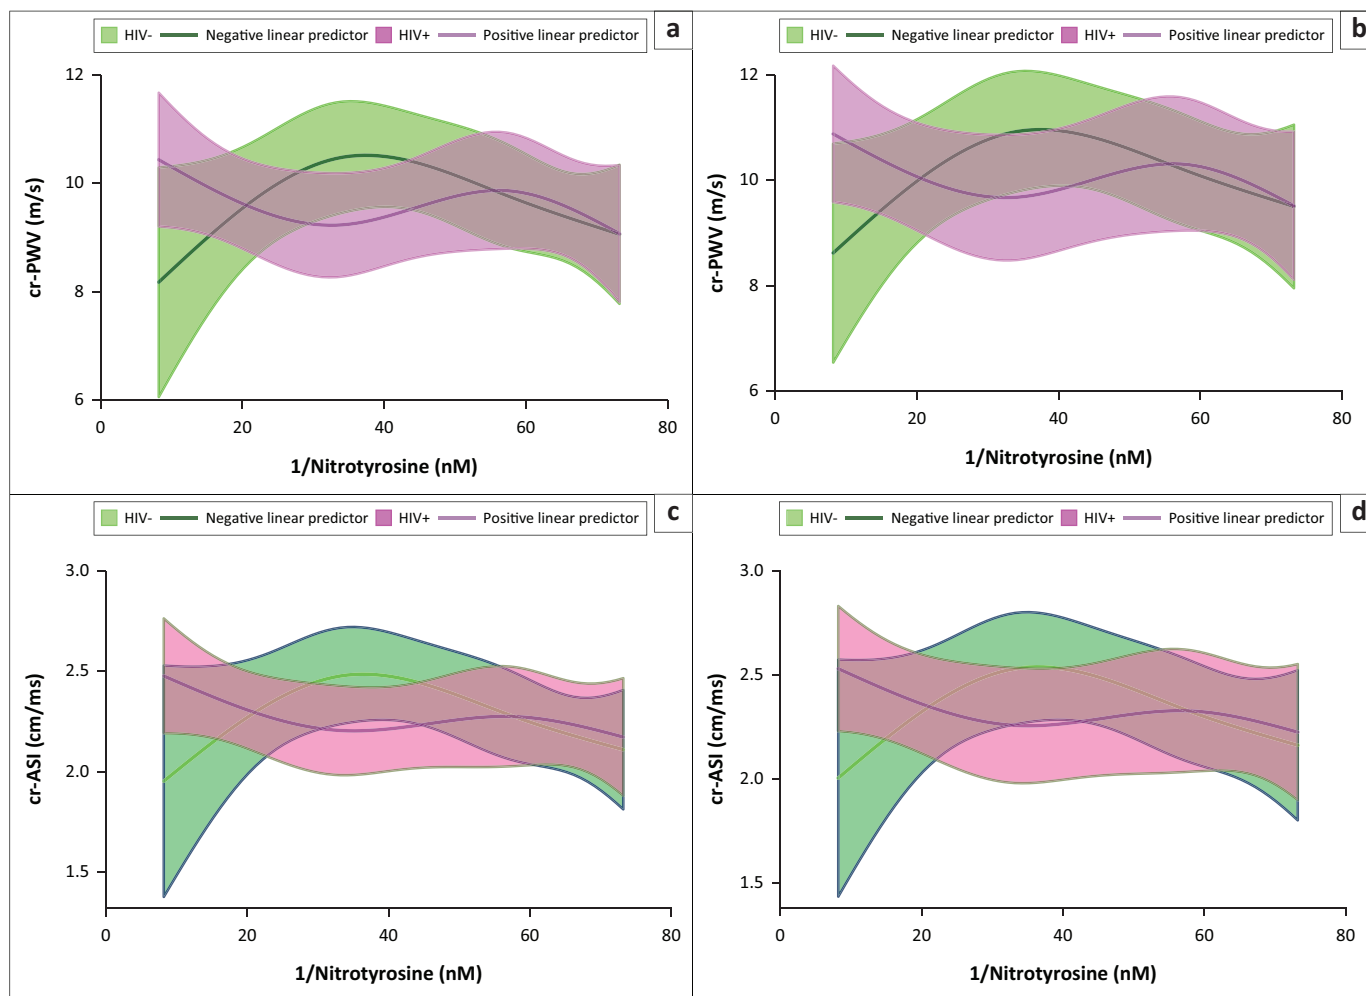 HIV- Negative linear predictor HIV+ Positive linear predictor
a
12
10
8
6
cr-PWV (m/s)
0 20 40 60 80
1/Nitrotyrosine (nM)
HIV- Negative linear predictor HIV+ Positive linear predictor
b
12
10
8
6
cr-PWV (m/s)
0 20 40 60 80
1/Nitrotyrosine (nM)
HIV- Negative linear predictor HIV+ Positive linear predictor
c
3.0
2.5
2.0
1.5
cr-ASI (cm/ms)
0 20 40 60 80
1/Nitrotyrosine (nM)
HIV- Negative linear predictor HIV+ Positive linear predictor
d
3.0
2.5
2.0
1.5
cr-ASI (cm/ms)
0 20 40 60 80
1/Nitrotyrosine (nM)